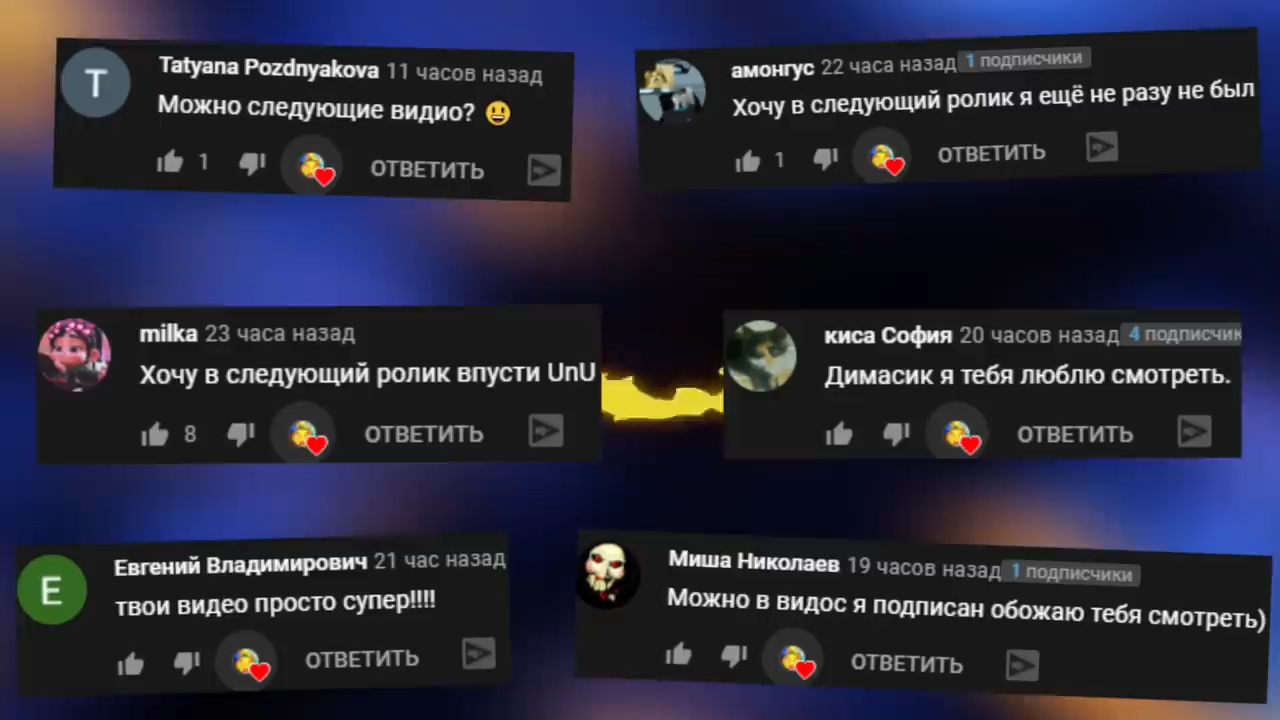 T
Tatyana Pozdnyakova 11 часов назад
Можно следующие видио? 😃
1 ОТВЕТИТЬ
амонгус 22 часа назад 1 подписчики
Хочу в следующий ролик я ещё не разу не был
1 ОТВЕТИТЬ
milka 23 часа назад
Хочу в следующий ролик впусти UnU
8 ОТВЕТИТЬ
киса София 20 часов назад 4 подписчик
Димасик я тебя люблю смотреть.
ОТВЕТИТЬ
E
Евгений Владимирович 21 час назад
твои видео просто супер!!!!
ОТВЕТИТЬ
Миша Николаев 19 часов назад 1 подписчики
Можно в видос я подписан обожаю тебя смотреть)
ОТВЕТИТЬ